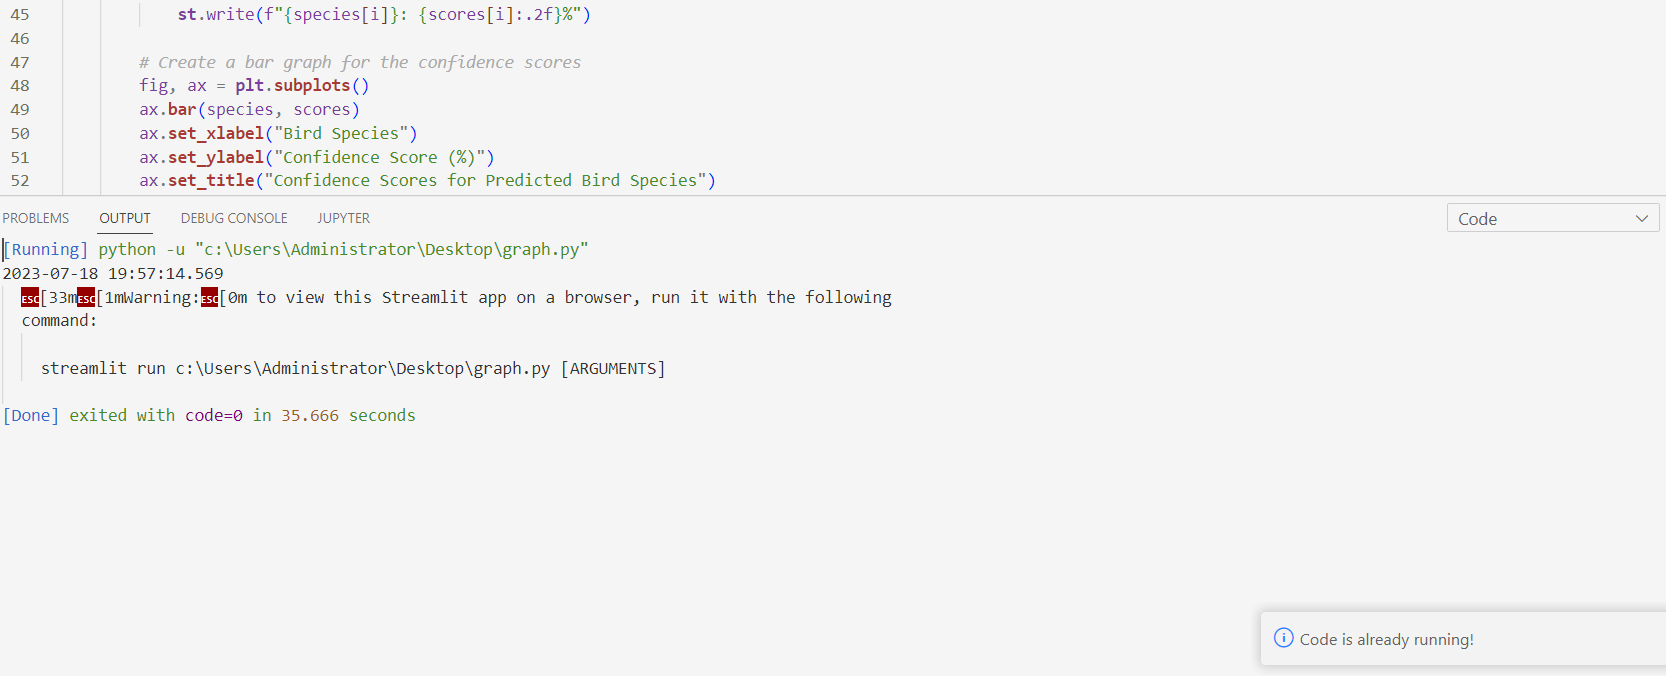 45 st.write(f"{species[i]}: {scores[i]:.2f}%")
46
47 # Create a bar graph for the confidence scores
48 fig, ax = plt.subplots()
49 ax.bar(species, scores)
50 ax.set_xlabel("Bird Species")
51 ax.set_ylabel("Confidence Score (%)")
52 ax.set_title("Confidence Scores for Predicted Bird Species")
PROBLEMS OUTPUT DEBUG CONSOLE JUPYTER Code
[Running] python -u "c:\Users\Administrator\Desktop\graph.py"
2023-07-18 19:57:14.569
ESC[33mESC[1mWarning:ESC[0m to view this Streamlit app on a browser, run it with the following
command:
streamlit run c:\Users\Administrator\Desktop\graph.py [ARGUMENTS]
[Done] exited with code=0 in 35.666 seconds
Code is already running!